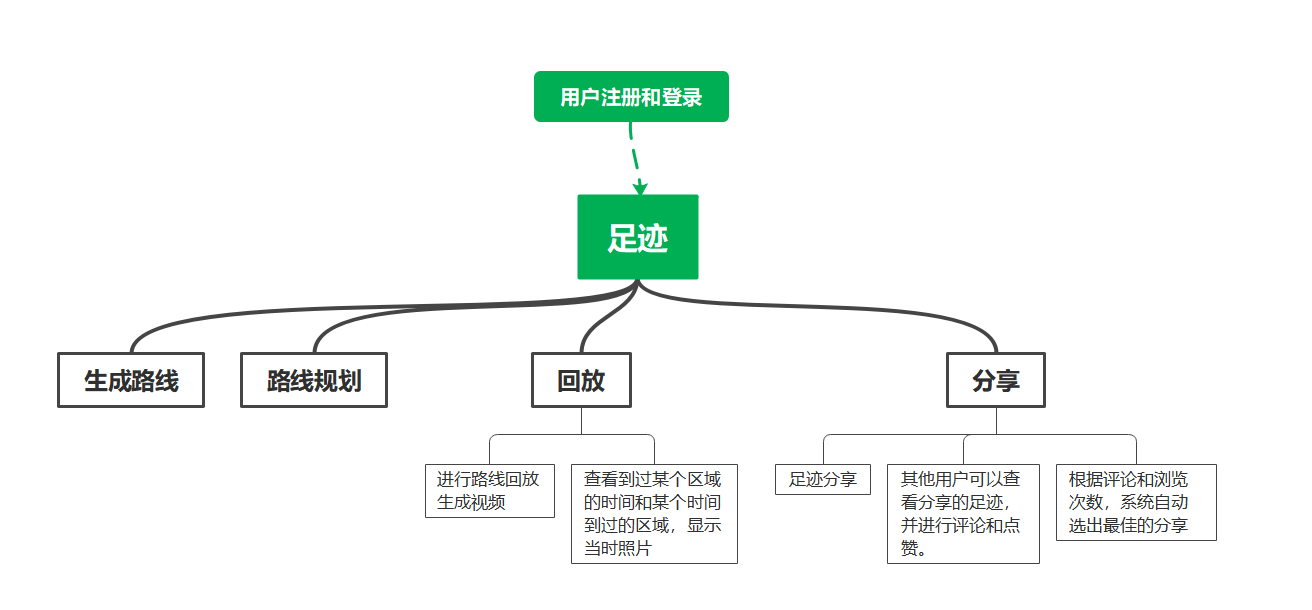 用户注册和登录
足迹
生成路线
路线规划
回放
分享
进行路线回放
生成视频
查看到过某个区域
的时间和某个时间
到过的区域，显示
当时照片
足迹分享
其他用户可以查
看分享的足迹，
并进行评论和点
赞。
根据评论和浏览
次数，系统自动
选出最佳的分享